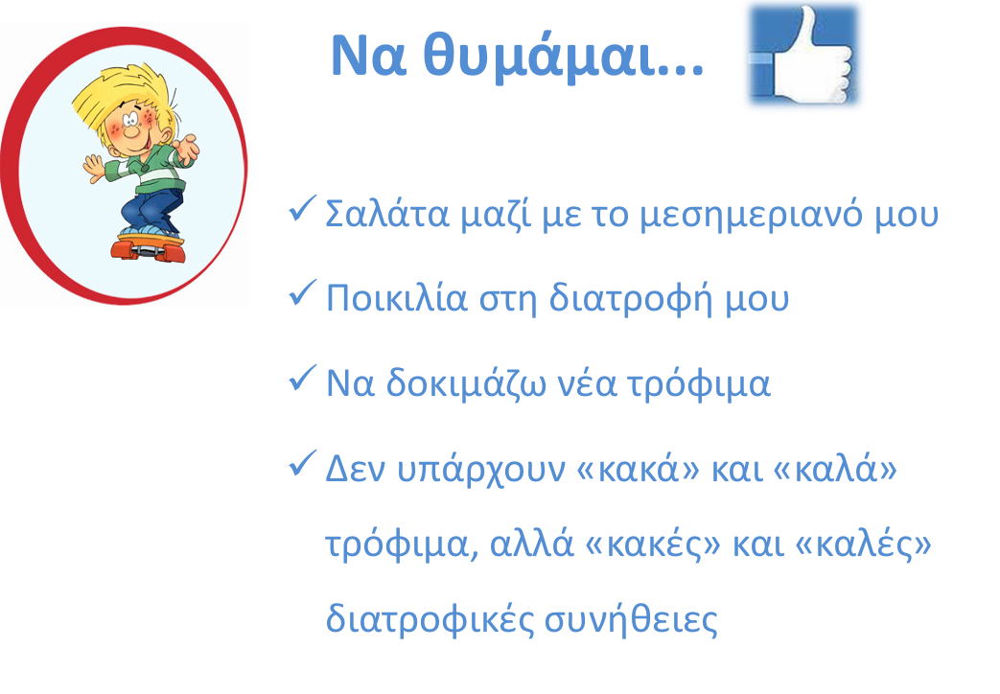 Να θυμάμαι...
✓ Σαλάτα μαζί με το μεσημεριανό μου
✓ Ποικιλία στη διατροφή μου
✓ Να δοκιμάζω νέα τρόφιμα
✓ Δεν υπάρχουν «κακά» και «καλά»
τρόφιμα, αλλά «κακές» και «καλές»
διατροφικές συνήθειες